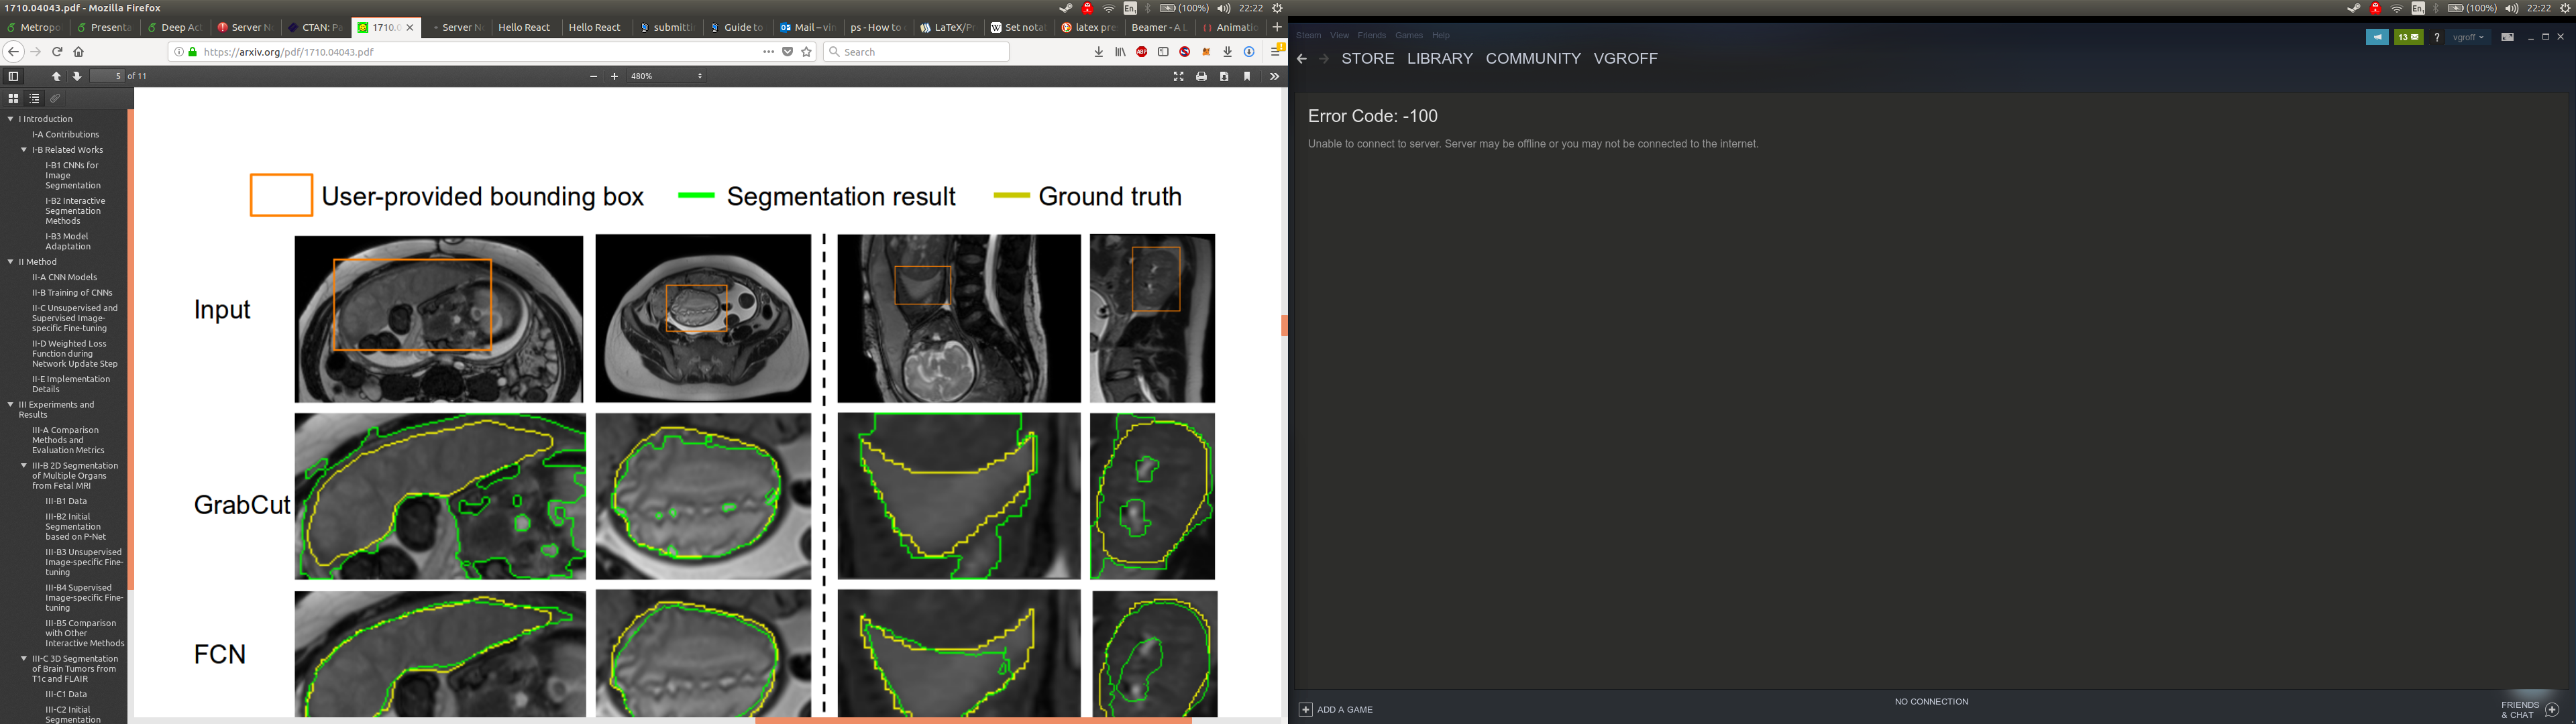 1710.04043.pdf - Mozilla Firefox
En
(100%)
22:22
Metropo
Presenta
Deep Act
Server No
CTAN: Pa
1710.0
Server No
Hello React
Hello React
submitti
Guide to
Mail – vin
ps - How to
LaTeX/Pr
Set notat
latex pre
Beamer - A L
Animatio
https://arxiv.org/pdf/1710.04043.pdf
Search
ABP
5
of 11
480%
I Introduction
I-A Contributions
I-B Related Works
I-B1 CNNs for
Image
Segmentation
I-B2 Interactive
Segmentation
Methods
I-B3 Model
Adaptation
II Method
II-A CNN Models
II-B Training of CNNs
II-C Unsupervised and
Supervised Image-
specific Fine-tuning
II-D Weighted Loss
Function during
Network Update Step
II-E Implementation
Details
III Experiments and
Results
III-A Comparison
Methods and
Evaluation Metrics
III-B 2D Segmentation
of Multiple Organs
from Fetal MRI
III-B1 Data
III-B2 Initial
Segmentation
based on P-Net
III-B3 Unsupervised
Image-specific Fine-
tuning
III-B4 Supervised
Image-specific Fine-
tuning
III-B5 Comparison
with Other
Interactive Methods
III-C 3D Segmentation
of Brain Tumors from
T1c and FLAIR
III-C1 Data
III-C2 Initial
Segmentation
User-provided bounding box
Segmentation result
Ground truth
Input
GrabCut
FCN
En
(100%)
22:22
Steam View Friends Games Help
13
?
vgroff
STORE LIBRARY COMMUNITY VGROFF
Error Code: -100
Unable to connect to server. Server may be offline or you may not be connected to the internet.
ADD A GAME
NO CONNECTION
FRIENDS
& CHAT